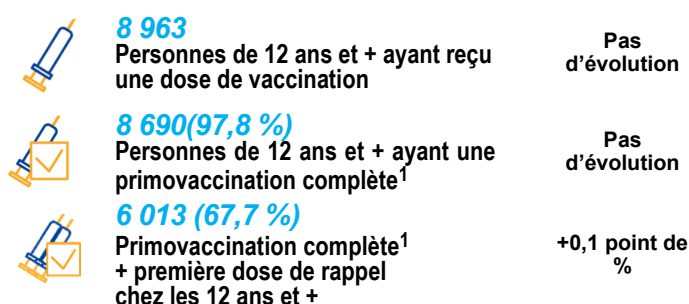 8 963
Personnes de 12 ans et + ayant reçu
une dose de vaccination
Pas
d’évolution
8 690(97,8 %)
Personnes de 12 ans et + ayant une
primovaccination complète1
Pas
d’évolution
6 013 (67,7 %)
Primovaccination complète1
+ première dose de rappel
chez les 12 ans et +
+0,1 point de
%